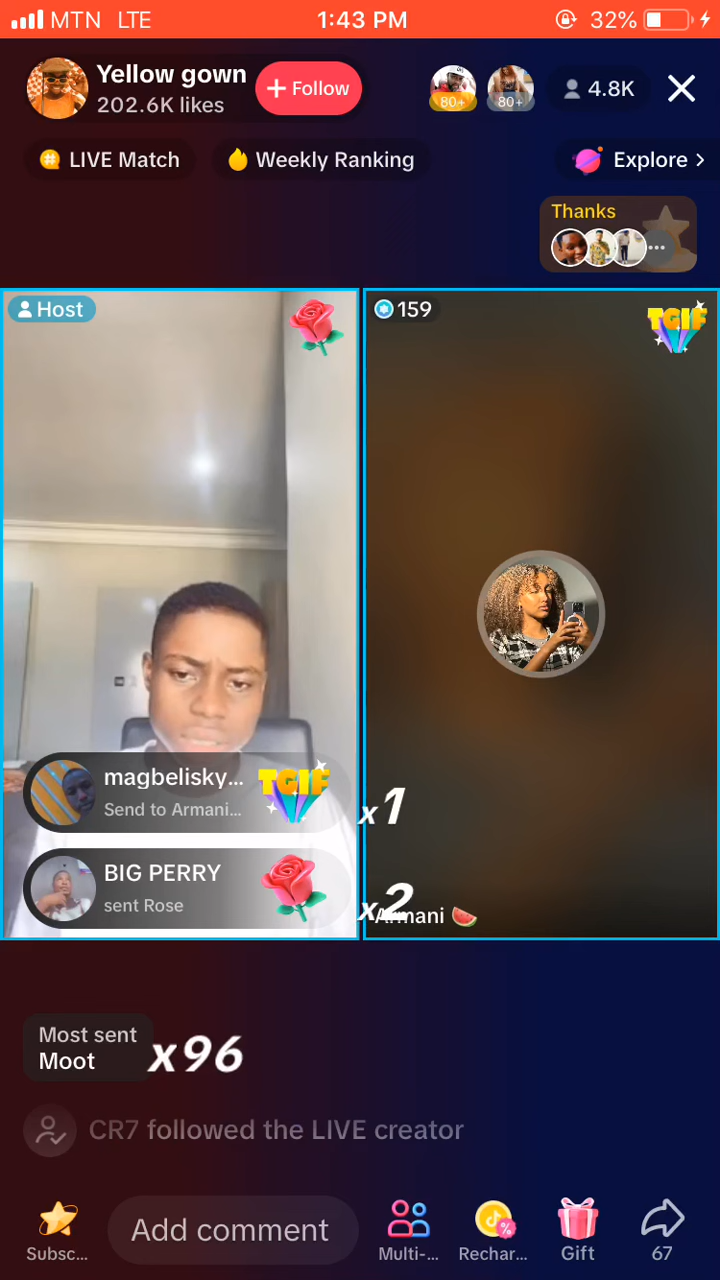 MTN LTE 1:43 PM 32%
Yellow gown
202.6K likes
+ Follow
80+ 80+
4.8K
LIVE Match Weekly Ranking Explore >
Thanks
Host
159
TGIF
magbelisky...
Send to Armani...
TGIF
x1
BIG PERRY
sent Rose
x2
Armani
Most sent
Moot
x96
CR7 followed the LIVE creator
Subsc... Add comment Multi-... Rechar... Gift 67